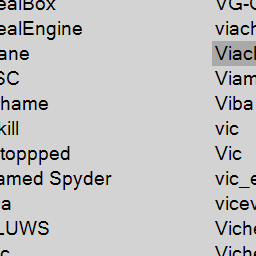 ealBox VG-
ealEngine viach
ane Viac
SC Viam
hame Viba
kill vic
toppped Vic
amed Spyder vic_e
a vicev
LUWS Viche
c Viche